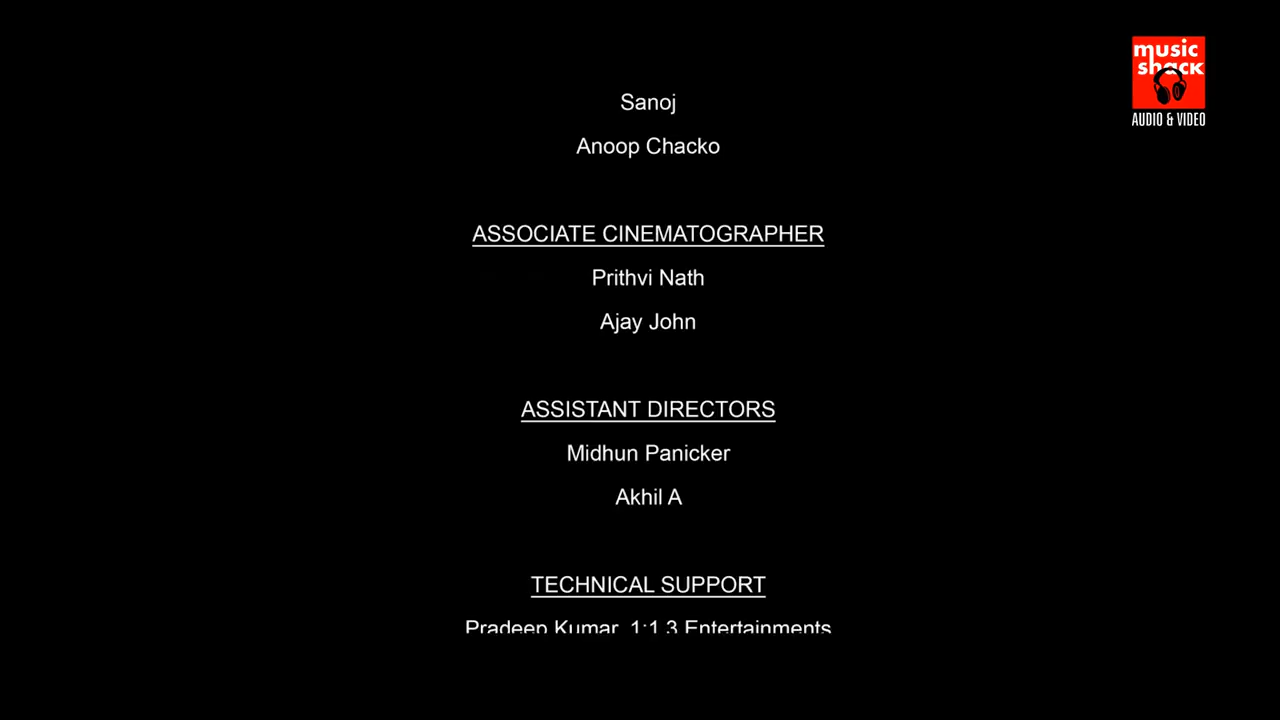 music
shack
AUDIO & VIDEO
Sanoj
Anoop Chacko
ASSOCIATE CINEMATOGRAPHER
Prithvi Nath
Ajay John
ASSISTANT DIRECTORS
Midhun Panicker
Akhil A
TECHNICAL SUPPORT
Pradeep Kumar 1:1.3 Entertainments